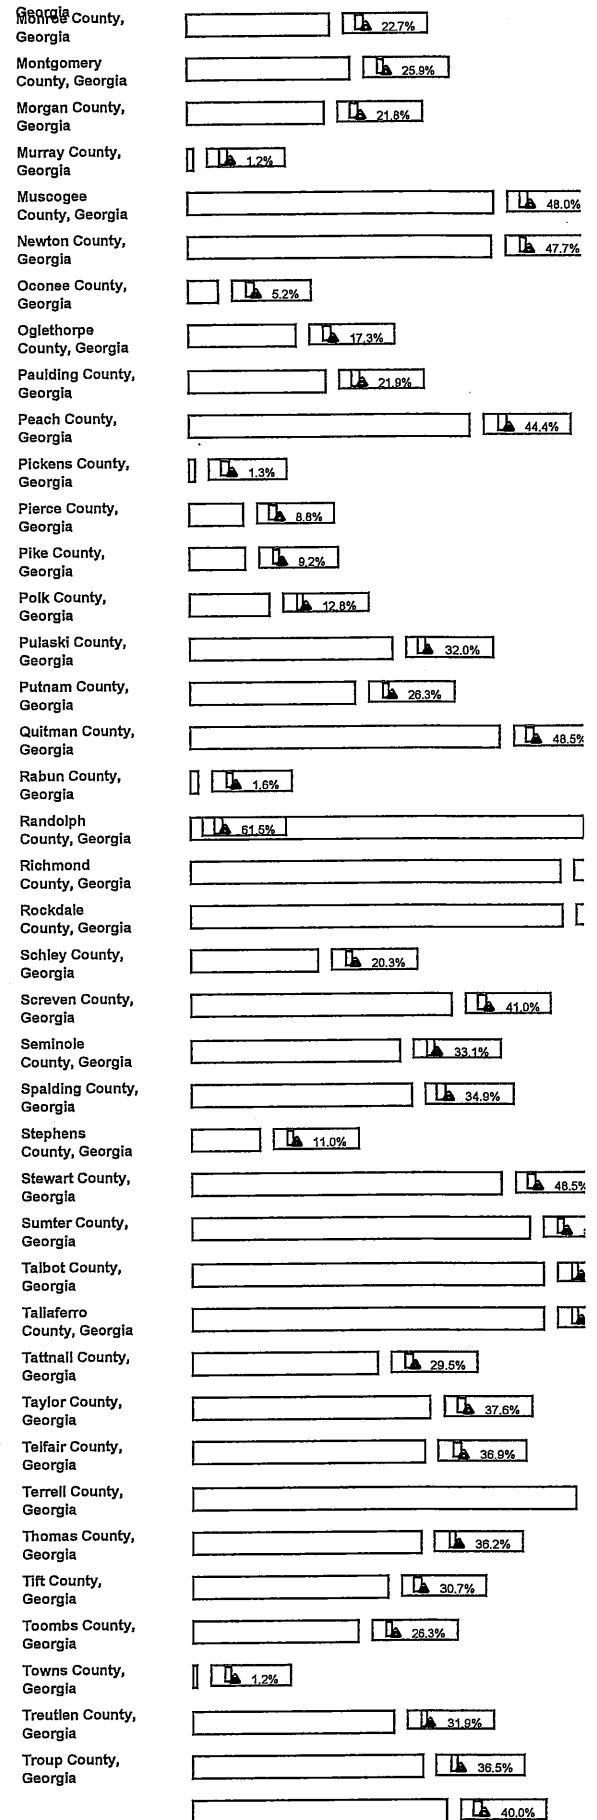 Georgia
Monroe County,
Georgia
22.7%
Montgomery
County, Georgia
25.9%
Morgan County,
Georgia
21.8%
Murray County,
Georgia
1.2%
Muscogee
County, Georgia
48.0%
Newton County,
Georgia
47.7%
Oconee County,
Georgia
5.2%
Oglethorpe
County, Georgia
17.3%
Paulding County,
Georgia
21.9%
Peach County,
Georgia
44.4%
Pickens County,
Georgia
1.3%
Pierce County,
Georgia
8.8%
Pike County,
Georgia
9.2%
Polk County,
Georgia
12.8%
Pulaski County,
Georgia
32.0%
Putnam County,
Georgia
26.3%
Quitman County,
Georgia
48.5%
Rabun County,
Georgia
1.6%
Randolph
County, Georgia
61.5%
Richmond
County, Georgia
Rockdale
County, Georgia
Schley County,
Georgia
20.3%
Screven County,
Georgia
41.0%
Seminole
County, Georgia
33.1%
Spalding County,
Georgia
34.9%
Stephens
County, Georgia
11.0%
Stewart County,
Georgia
48.5%
Sumter County,
Georgia
Talbot County,
Georgia
Taliaferro
County, Georgia
Tattnall County,
Georgia
29.5%
Taylor County,
Georgia
37.6%
Telfair County,
Georgia
36.9%
Terrell County,
Georgia
Thomas County,
Georgia
36.2%
Tift County,
Georgia
30.7%
Toombs County,
Georgia
26.3%
Towns County,
Georgia
1.2%
Treutlen County,
Georgia
31.9%
Troup County,
Georgia
36.5%
40.0%